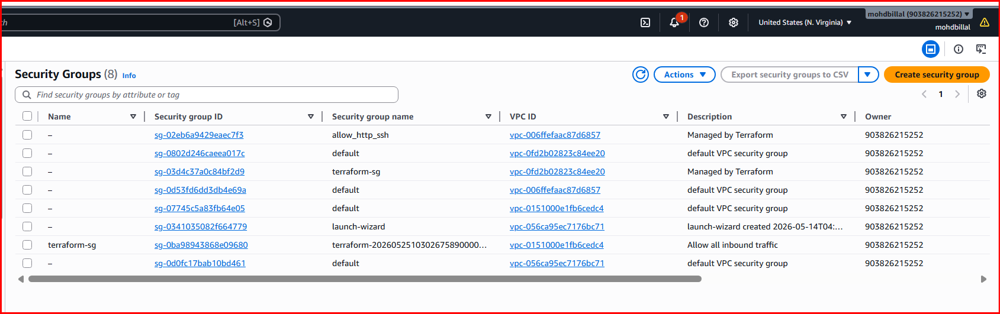 [Alt+S]
1
United States (N. Virginia)
mohdbillal (903826215252)
mohdbillal
Security Groups (8) Info
Actions
Export security groups to CSV
Create security group
Find security groups by attribute or tag
1
Name Security group ID Security group name VPC ID Description Owner
– sg-02eb6a9429eaec7f3 allow_http_ssh vpc-006ffefaac87d6857 Managed by Terraform 903826215252
– sg-0802d246caeea017c default vpc-0fd2b02823c84ee20 default VPC security group 903826215252
– sg-03d4c37a0c84bf2d9 terraform-sg vpc-0fd2b02823c84ee20 Managed by Terraform 903826215252
– sg-0d53fd6dd3db4e69a default vpc-006ffefaac87d6857 default VPC security group 903826215252
– sg-07745c5a83fb64e05 default vpc-0151000e1fb6cedc4 default VPC security group 903826215252
– sg-0341035082f664779 launch-wizard vpc-056ca95ec7176bc71 launch-wizard created 2026-05-14T04:... 903826215252
terraform-sg sg-0ba98943868e09680 terraform-2026052510302675890000... vpc-0151000e1fb6cedc4 Allow all inbound traffic 903826215252
– sg-0d0fc17bab10bd461 default vpc-056ca95ec7176bc71 default VPC security group 903826215252